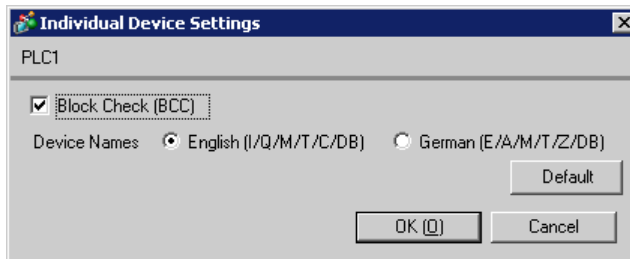 Individual Device Settings
PLC1
Block Check (BCC)
Device Names English (I/Q/M/T/C/DB) German (E/A/M/T/Z/DB)
Default
OK (O) Cancel